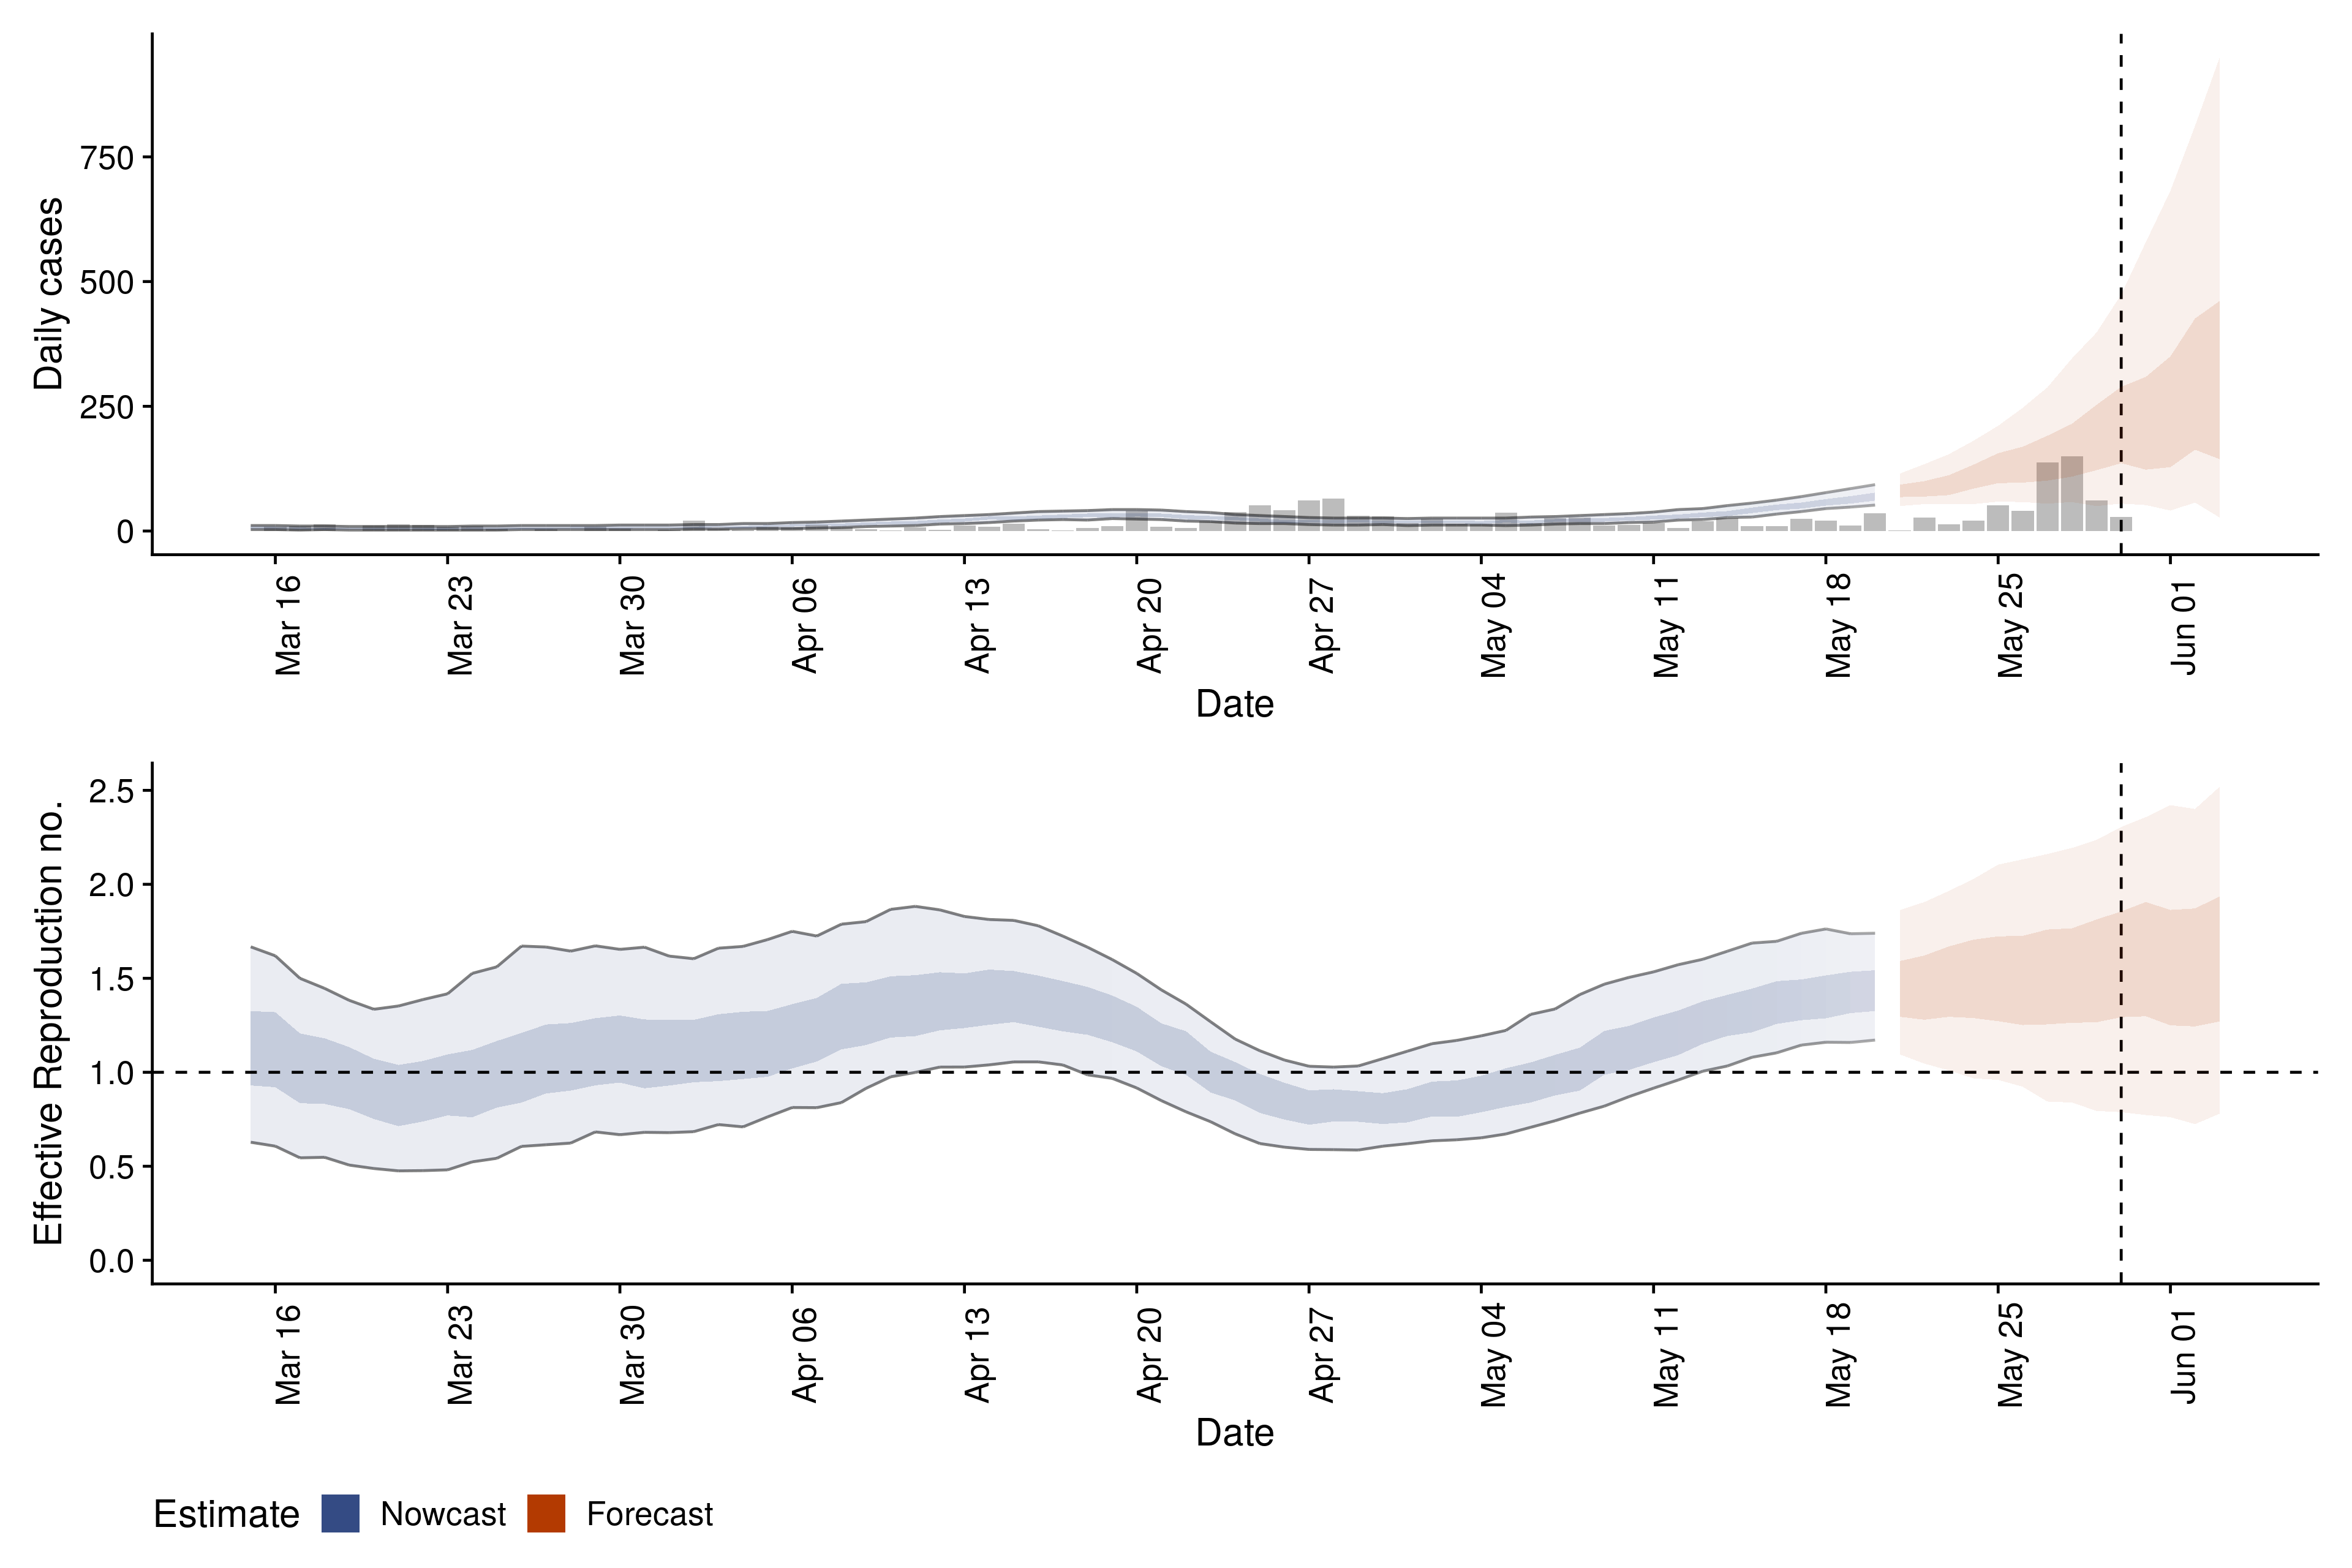 Daily cases
750
500
250
0
Mar 16
Mar 23
Mar 30
Apr 06
Apr 13
Apr 20
Apr 27
May 04
May 11
May 18
May 25
Jun 01
Date
Effective Reproduction no.
2.5
2.0
1.5
1.0
0.5
0.0
Mar 16
Mar 23
Mar 30
Apr 06
Apr 13
Apr 20
Apr 27
May 04
May 11
May 18
May 25
Jun 01
Date
Estimate Nowcast Forecast